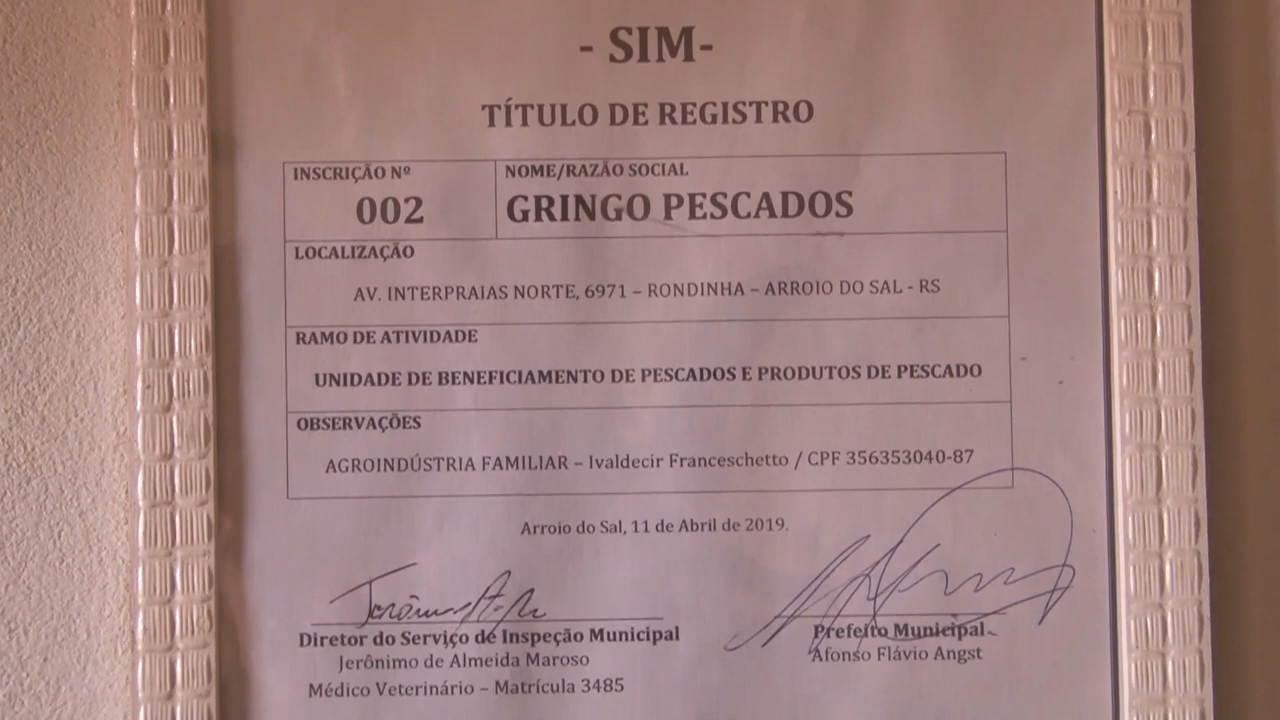 - SIM-
TÍTULO DE REGISTRO
INSCRIÇÃO Nº
002
NOME/RAZÃO SOCIAL
GRINGO PESCADOS
LOCALIZAÇÃO
AV. INTERPRAIAS NORTE, 6971 – RONDINHA – ARROIO DO SAL - RS
RAMO DE ATIVIDADE
UNIDADE DE BENEFICIAMENTO DE PESCADOS E PRODUTOS DE PESCADO
OBSERVAÇÕES
AGROINDÚSTRIA FAMILIAR – Ivaldecir Franceschetto / CPF 356353040-87
Arroio do Sal, 11 de Abril de 2019.
Diretor do Serviço de Inspeção Municipal
Jerônimo de Almeida Maroso
Médico Veterinário – Matrícula 3485
Prefeito Municipal
Afonso Flávio Angst